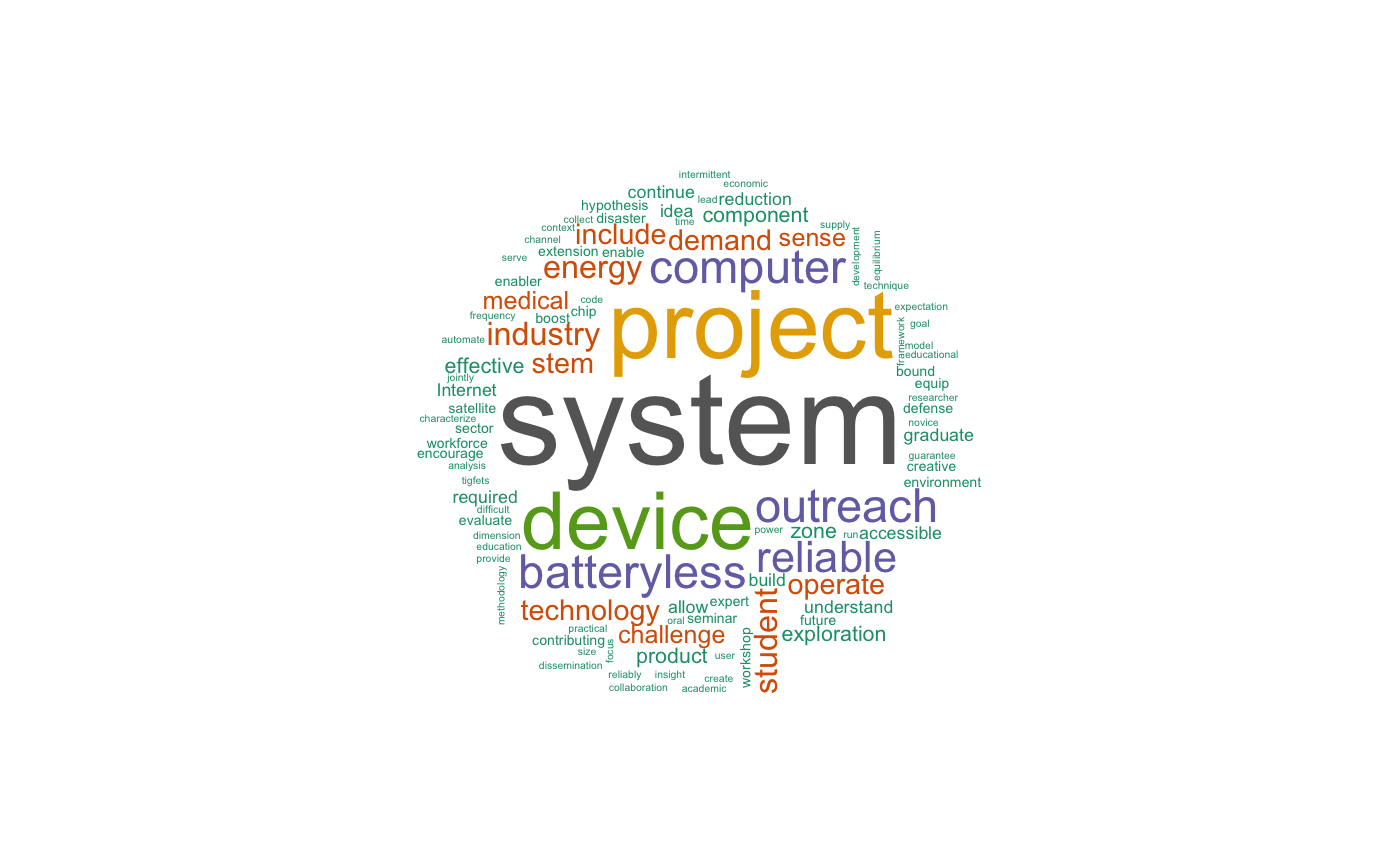 intermittent
economic
continue
lead
reduction
hypothesis
idea
component
collect
disaster
time
supply
context
include
demand
sense
channel
development
equilibrium
extension
enable
serve
energy
computer
enabler
technique
medical
code
project
expectation
frequency
boost
chip
goal
automate
industry
framework
model
educational
effective
stem
bound
jointly
equip
Internet
system
researcher
satellite
defense
characterize
novice
sector
graduate
workforce
encourage
guarantee
analysis
creative
tigfets
environment
required
device
outreach
difficult
evaluate
power
zone
run
accessible
dimension
education
provide
reliable
batteryless
build
operate
methodology
student
technology
allow
expert
understand
oral
seminar
future
practical
contributing
challenge
exploration
size
focus
product
user
workshop
dissemination
reliably
insight
create
collaboration
academic